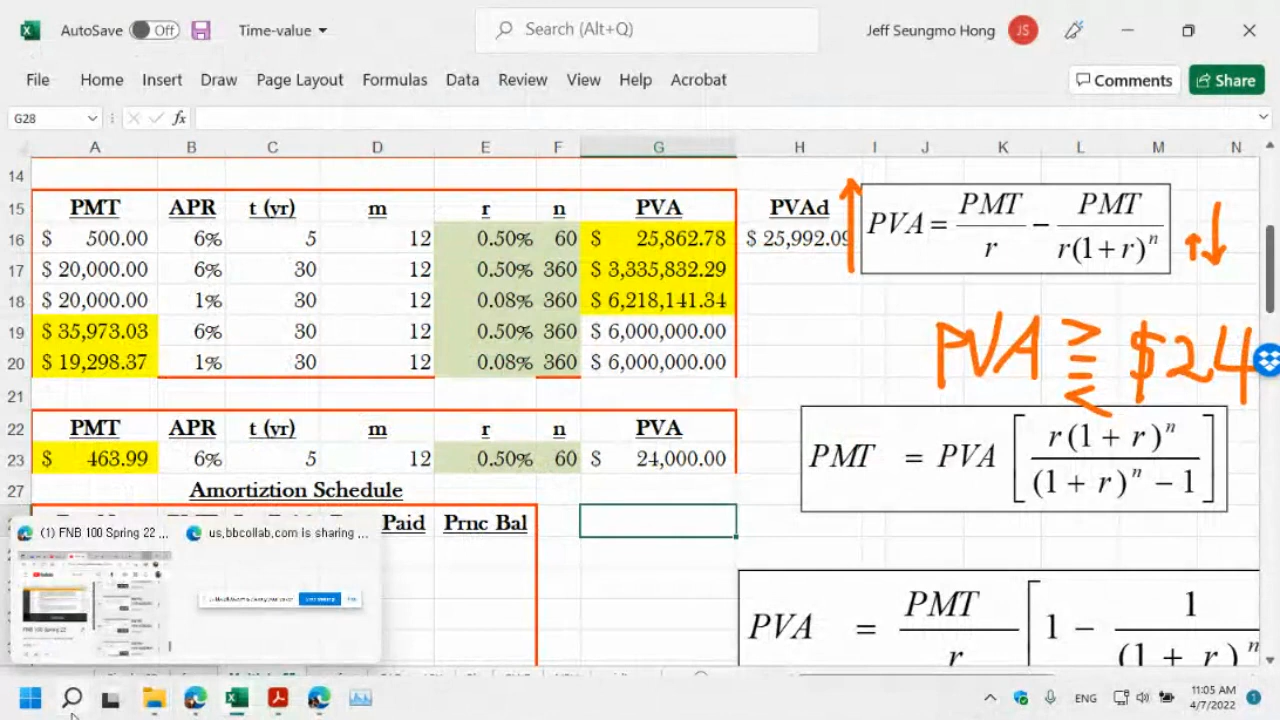 AutoSave Off Time-value Search (Alt+Q) Jeff Seungmo Hong JS
File Home Insert Draw Page Layout Formulas Data Review View Help Acrobat Comments Share
G28 fx
A B C D E F G H I J K L M N
14
15 PMT APR t (yr) m r n PVA PVAd
16 $ 500.00 6% 5 12 0.50% 60 $ 25,862.78 $ 25,992.09
17 $ 20,000.00 6% 30 12 0.50% 360 $ 3,335,832.29
18 $ 20,000.00 1% 30 12 0.08% 360 $ 6,218,141.34
19 $ 35,973.03 6% 30 12 0.50% 360 $ 6,000,000.00
20 $ 19,298.37 1% 30 12 0.08% 360 $ 6,000,000.00
PVA = PMT / r − PMT / r(1+r)^n
PVA > = < $24
21
22 PMT APR t (yr) m r n PVA
23 $ 463.99 6% 5 12 0.50% 60 $ 24,000.00
PMT = PVA [ r(1 + r)^n / (1 + r)^n − 1 ]
27 Amortiztion Schedule
Paid Prnc Bal
(1) FNB 100 Spring 22 ... us,bbcollab,com is sharing ...
FNB 100 Spring 22
PVA = PMT / r [ 1 − 1 / (1 + r)^n
ENG 11:05 AM
4/7/2022 1